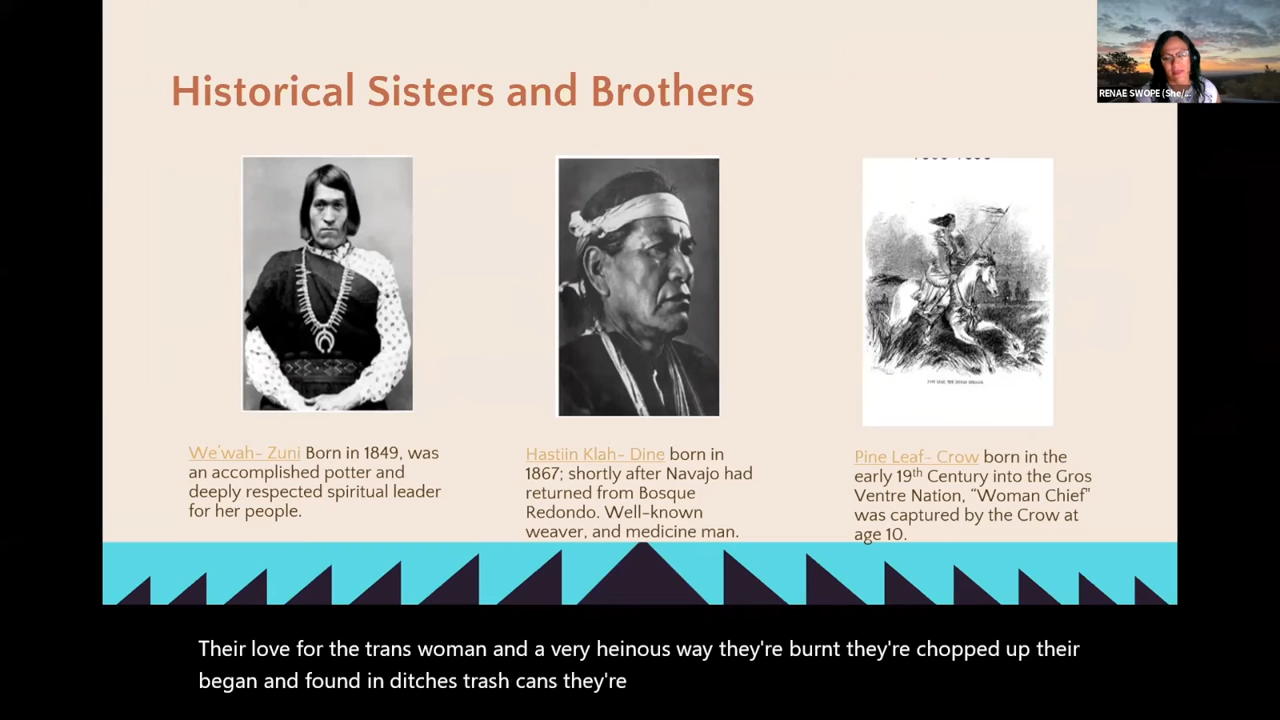 Historical Sisters and Brothers
RENAE SWOPE (She/...
We'wah- Zuni Born in 1849, was
an accomplished potter and
deeply respected spiritual leader
for her people.
Hastiin Klah- Dine born in
1867; shortly after Navajo had
returned from Bosque
Redondo. Well-known
weaver, and medicine man.
Pine Leaf- Crow born in the
early 19th Century into the Gros
Ventre Nation, “Woman Chief"
was captured by the Crow at
age 10.
Their love for the trans woman and a very heinous way they're burnt they're chopped up their
began and found in ditches trash cans they're